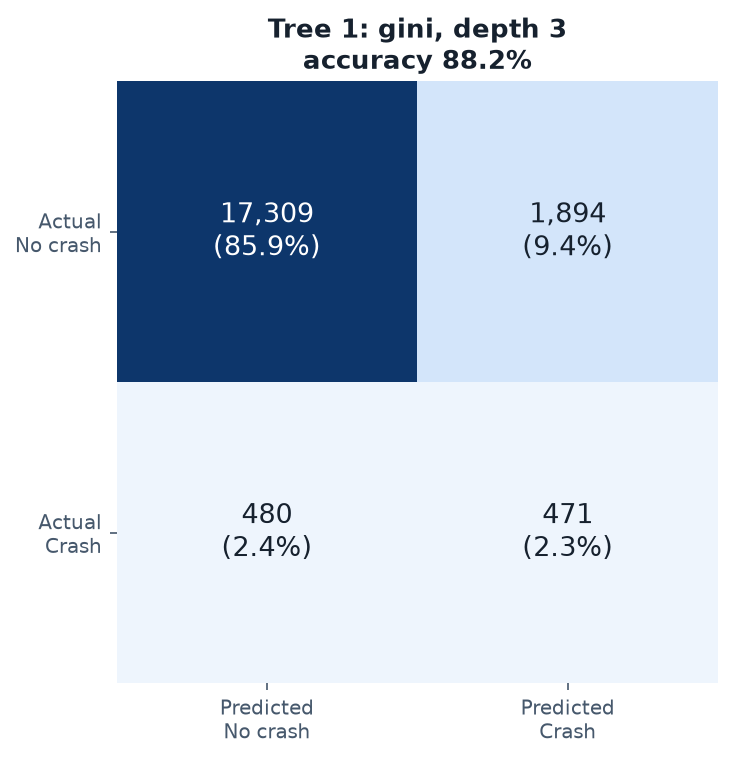 Tree 1: gini, depth 3
accuracy 88.2%
Actual
No crash
17,309
(85.9%)
1,894
(9.4%)
Actual
Crash
480
(2.4%)
471
(2.3%)
Predicted
No crash
Predicted
Crash